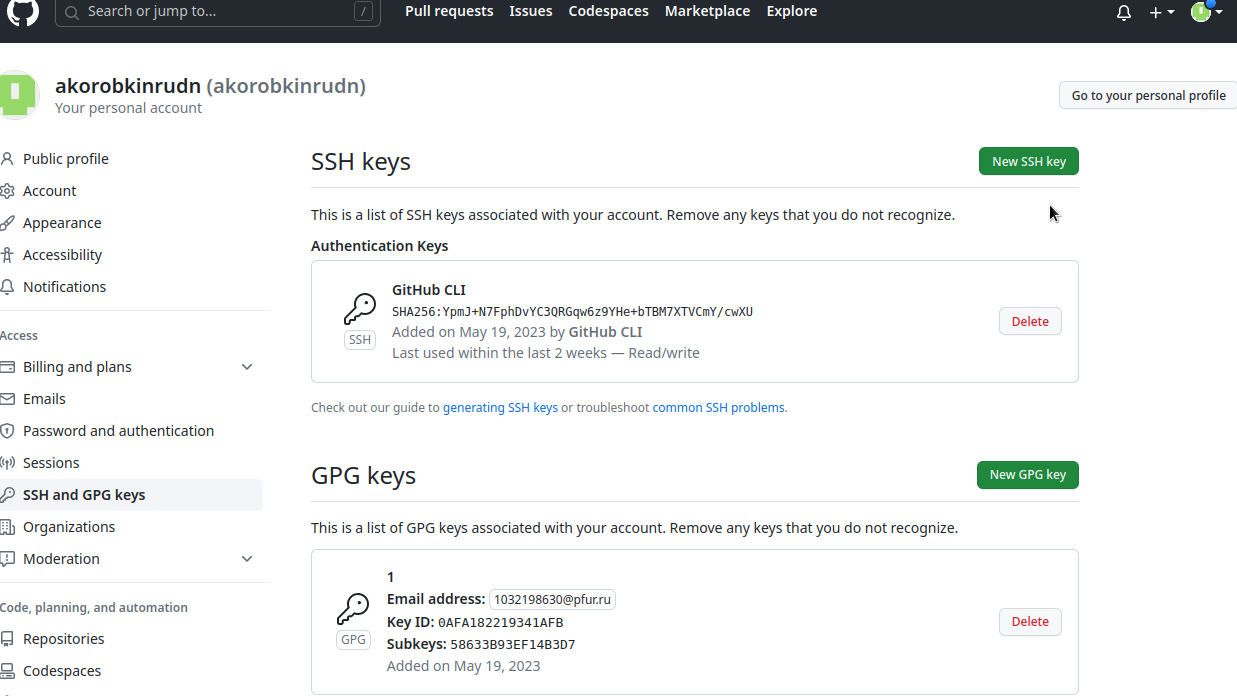 Search or jump to... / Pull requests Issues Codespaces Marketplace Explore
akorobkinrudn (akorobkinrudn)
Your personal account
Go to your personal profile
Public profile
Account
Appearance
Accessibility
Notifications
Access
Billing and plans
Emails
Password and authentication
Sessions
SSH and GPG keys
Organizations
Moderation
Code, planning, and automation
Repositories
Codespaces
SSH keys
New SSH key
This is a list of SSH keys associated with your account. Remove any keys that you do not recognize.
Authentication Keys
GitHub CLI
SHA256:YpmJ+N7FphDvYC3QRGqw6z9YHe+bTBM7XTVCmY/cwXU
Added on May 19, 2023 by GitHub CLI
Last used within the last 2 weeks — Read/write
SSH
Delete
Check out our guide to generating SSH keys or troubleshoot common SSH problems.
GPG keys
New GPG key
This is a list of GPG keys associated with your account. Remove any keys that you do not recognize.
1
Email address: 1032198630@pfur.ru
Key ID: 0AFA182219341AFB
Subkeys: 58633B93EF14B3D7
Added on May 19, 2023
GPG
Delete